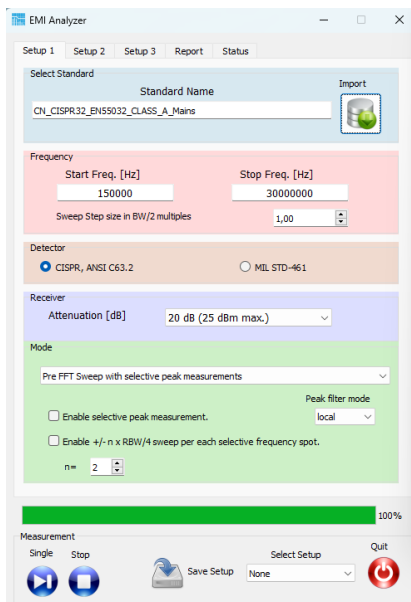 EMI Analyzer
Setup 1 Setup 2 Setup 3 Report Status
Select Standard
Standard Name
Import
CN_CISPR32_EN55032_CLASS_A_Mains
Frequency
Start Freq. [Hz] Stop Freq. [Hz]
150000 30000000
Sweep Step size in BW/2 multiples 1,00
Detector
CISPR, ANSI C63.2 MIL STD-461
Receiver
Attenuation [dB] 20 dB (25 dBm max.)
Mode
Pre FFT Sweep with selective peak measurements
Peak filter mode
Enable selective peak measurement. local
Enable +/- n x RBW/4 sweep per each selective frequency spot.
n= 2
100%
Measurement
Single Stop Select Setup Quit
Save Setup None